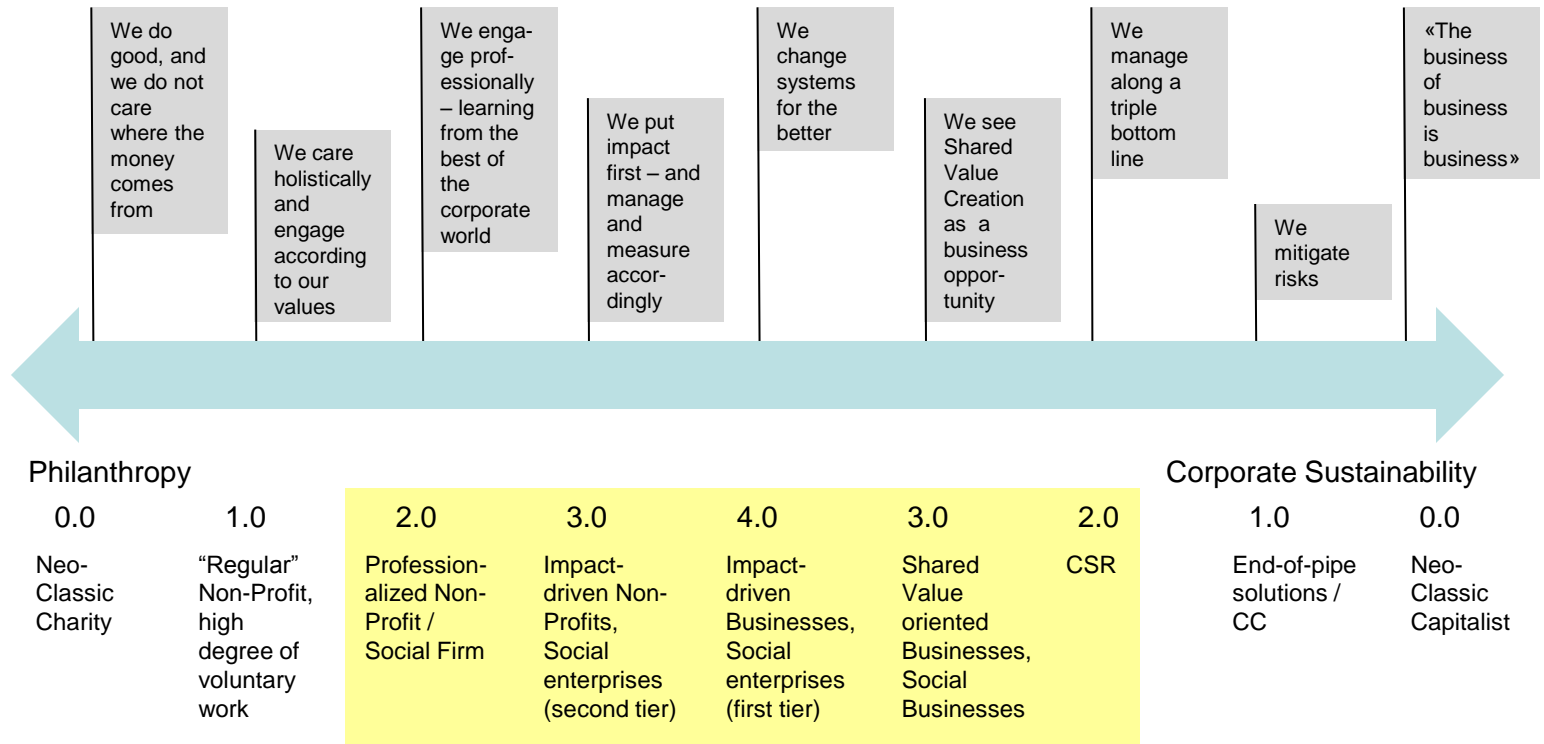 We do
good, and
we do not
care
where the
money
comes
from
We care
holistically
and
engage
according
to our
values
We enga-
ge prof-
essionally
– learning
from the
best of
the
corporate
world
We put
impact
first – and
manage
and
measure
accor-
dingly
We
change
systems
for the
better
We see
Shared
Value
Creation
as a
business
oppor-
tunity
We
manage
along a
triple
bottom
line
We
mitigate
risks
«The
business
of
business
is
business»
Philanthropy
Corporate Sustainability
0.0
Neo-
Classic
Charity
1.0
“Regular”
Non-Profit,
high
degree of
voluntary
work
2.0
Profession-
alized Non-
Profit /
Social Firm
3.0
Impact-
driven Non-
Profits,
Social
enterprises
(second tier)
4.0
Impact-
driven
Businesses,
Social
enterprises
(first tier)
3.0
Shared
Value
oriented
Businesses,
Social
Businesses
2.0
CSR
1.0
End-of-pipe
solutions /
CC
0.0
Neo-
Classic
Capitalist